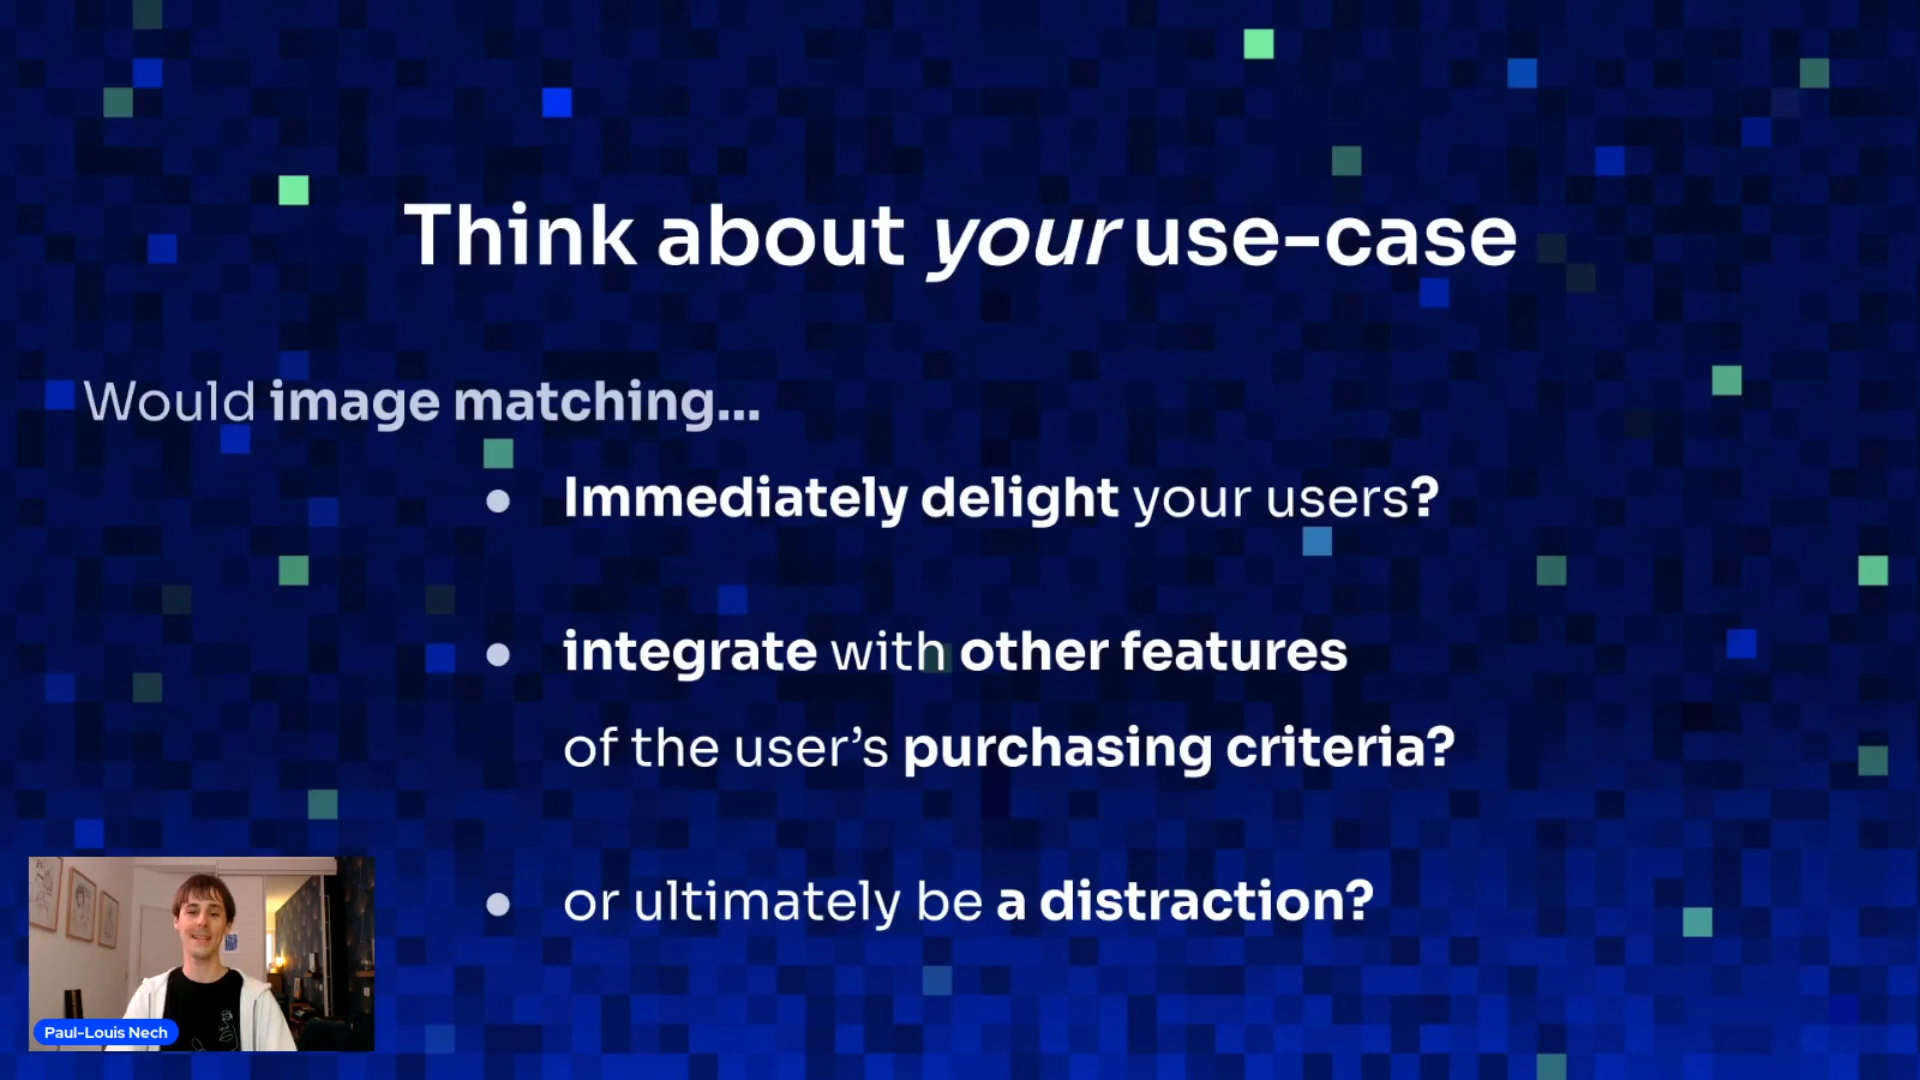 Think about your use-case
Would image matching...
● Immediately delight your users?
● integrate with other features
of the user’s purchasing criteria?
● or ultimately be a distraction?
Paul-Louis Nech